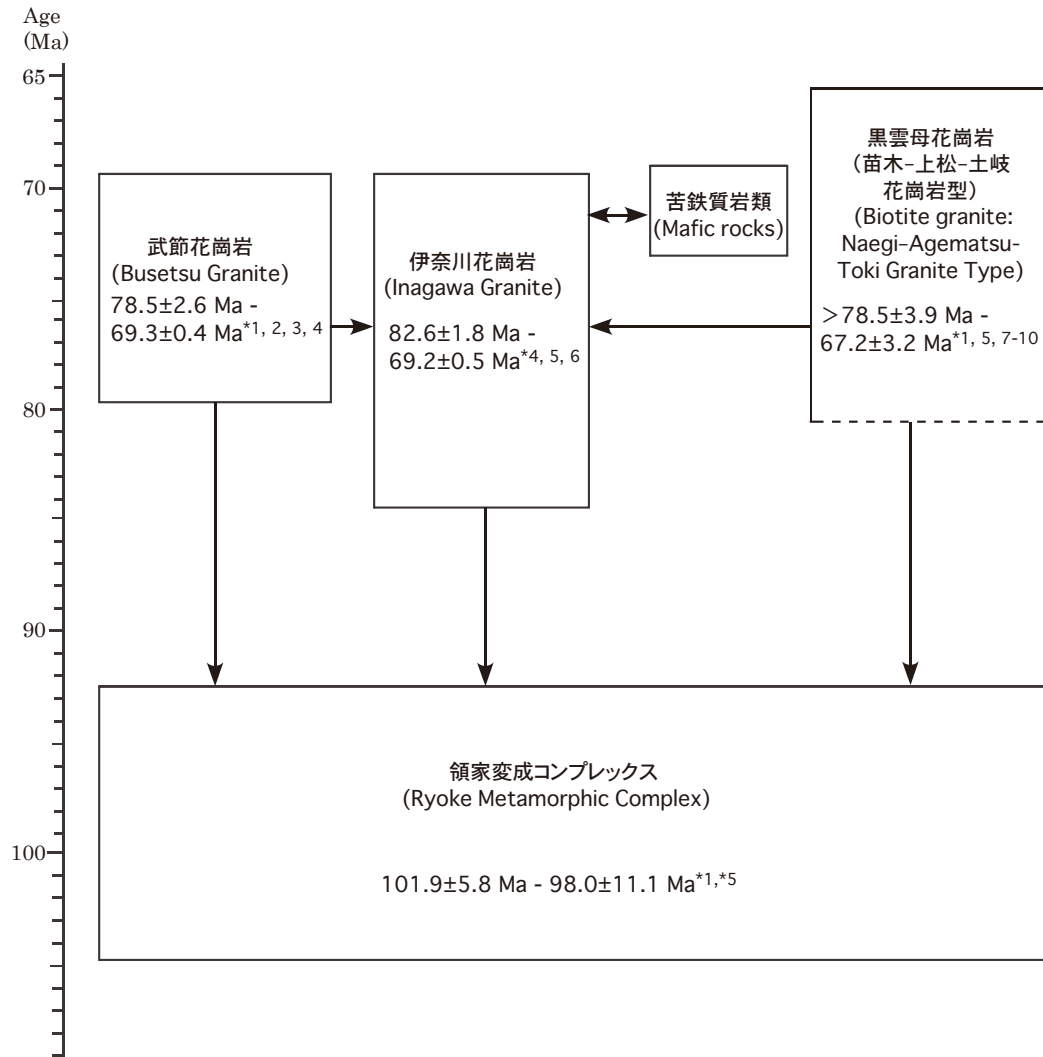 Age
(Ma)
65
70
80
90
100
武節花崗岩
(Busetsu Granite)
78.5±2.6 Ma -
69.3±0.4 Ma*1, 2, 3, 4
伊奈川花崗岩
(Inagawa Granite)
82.6±1.8 Ma -
69.2±0.5 Ma*4, 5, 6
苦鉄質岩類
(Mafic rocks)
黒雲母花崗岩
（苗木–上松–土岐
花崗岩型）
(Biotite granite:
Naegi–Agematsu-
Toki Granite Type)
>78.5±3.9 Ma -
67.2±3.2 Ma*1, 5, 7-10
領家変成コンプレックス
(Ryoke Metamorphic Complex)
101.9±5.8 Ma - 98.0±11.1 Ma*1,*5